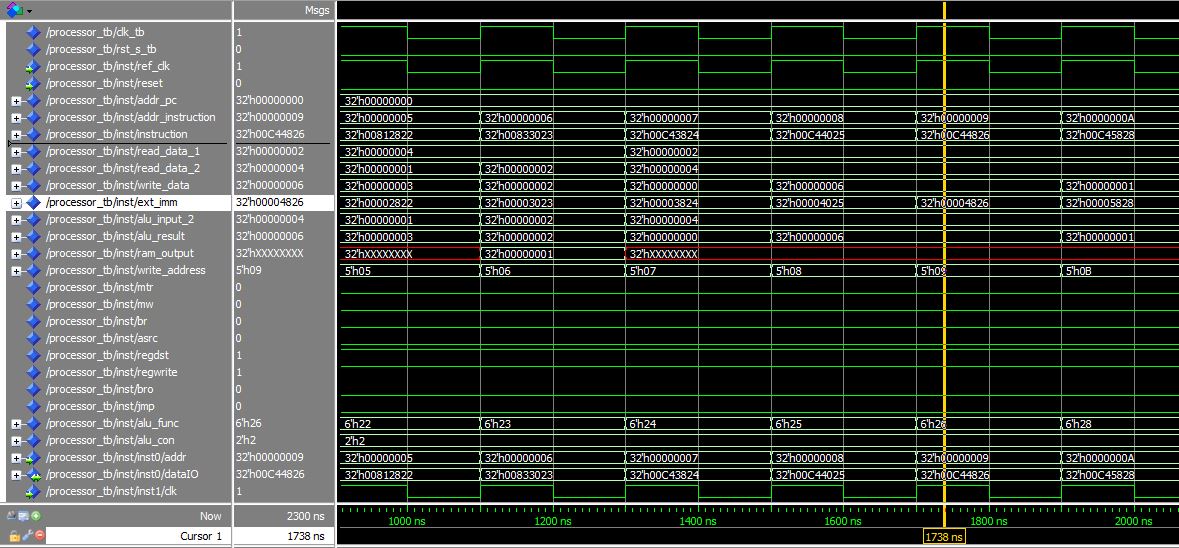 Msgs
/processor_tb/clk_tb 1
/processor_tb/rst_s_tb 0
/processor_tb/inst/ref_clk 1
/processor_tb/inst/reset 0
/processor_tb/inst/addr_pc 32'h00000000 32'h00000000
/processor_tb/inst/addr_instruction 32'h00000009 32'h00000005 32'h00000006 32'h00000007 32'h00000008 32'h00000009 32'h0000000A
/processor_tb/inst/instruction 32'h00C44826 32'h00812822 32'h00833023 32'h00C43824 32'h00C44025 32'h00C44826 32'h00C45828
/processor_tb/inst/read_data_1 32'h00000002 32'h00000004 32'h00000002
/processor_tb/inst/read_data_2 32'h00000004 32'h00000001 32'h00000002 32'h00000004
/processor_tb/inst/write_data 32'h00000006 32'h00000003 32'h00000002 32'h00000000 32'h00000006 32'h00000001
/processor_tb/inst/ext_imm 32'h00004826 32'h00002822 32'h00003023 32'h00003824 32'h00004025 32'h00004826 32'h00005828
/processor_tb/inst/alu_input_2 32'h00000004 32'h00000001 32'h00000002 32'h00000004
/processor_tb/inst/alu_result 32'h00000006 32'h00000003 32'h00000002 32'h00000000 32'h00000006 32'h00000001
/processor_tb/inst/ram_output 32'hXXXXXXXX 32'hXXXXXXXX 32'h00000001 32'hXXXXXXXX
/processor_tb/inst/write_address 5'h09 5'h05 5'h06 5'h07 5'h08 5'h09 5'h0B
/processor_tb/inst/mtr 0
/processor_tb/inst/mw 0
/processor_tb/inst/br 0
/processor_tb/inst/asrc 0
/processor_tb/inst/regdst 1
/processor_tb/inst/regwrite 1
/processor_tb/inst/bro 0
/processor_tb/inst/jmp 0
/processor_tb/inst/alu_func 6'h26 6'h22 6'h23 6'h24 6'h25 6'h26 6'h28
/processor_tb/inst/alu_con 2'h2 2'h2
/processor_tb/inst/inst0/addr 32'h00000009 32'h00000005 32'h00000006 32'h00000007 32'h00000008 32'h00000009 32'h0000000A
/processor_tb/inst/inst0/dataIO 32'h00C44826 32'h00812822 32'h00833023 32'h00C43824 32'h00C44025 32'h00C44826 32'h00C45828
/processor_tb/inst/inst1/clk 1
Now 2300 ns 1000 ns 1200 ns 1400 ns 1600 ns 1800 ns 2000 ns
Cursor 1 1738 ns 1738 ns